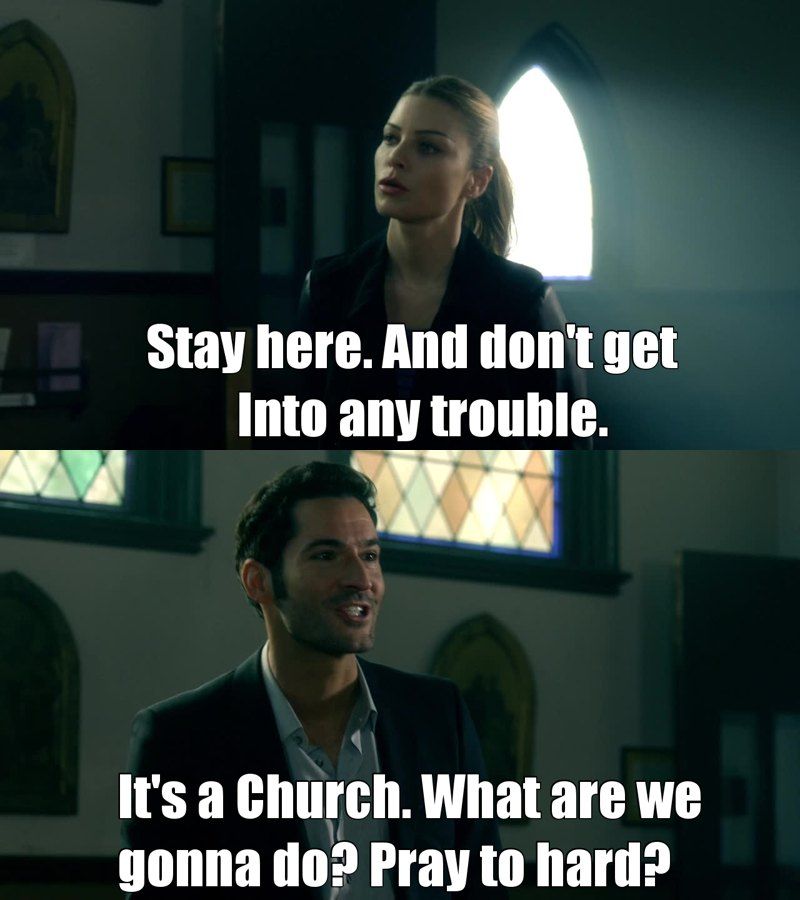 Stay here. And don't get
Into any trouble.
It's a Church. What are we
gonna do? Pray to hard?